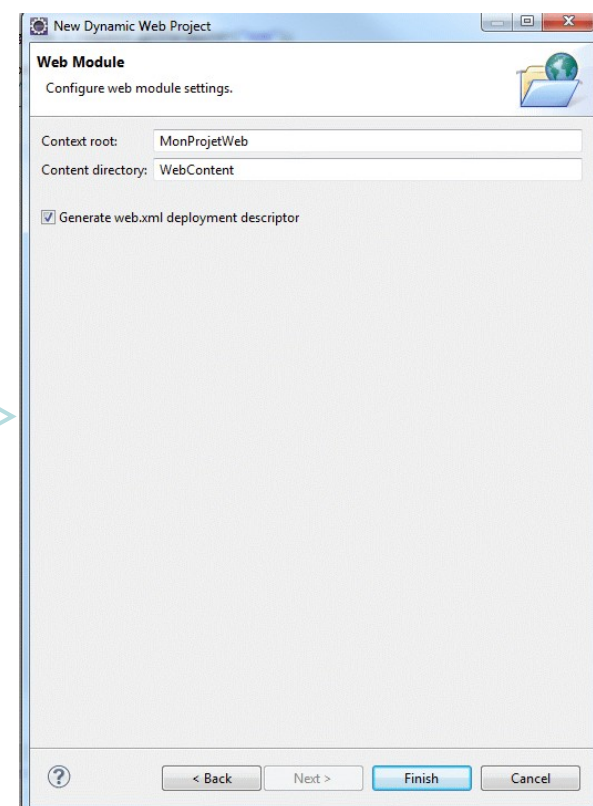 New Dynamic Web Project
Web Module
Configure web module settings.
Context root: MonProjetWeb
Content directory: WebContent
Generate web.xml deployment descriptor
? < Back Next > Finish Cancel